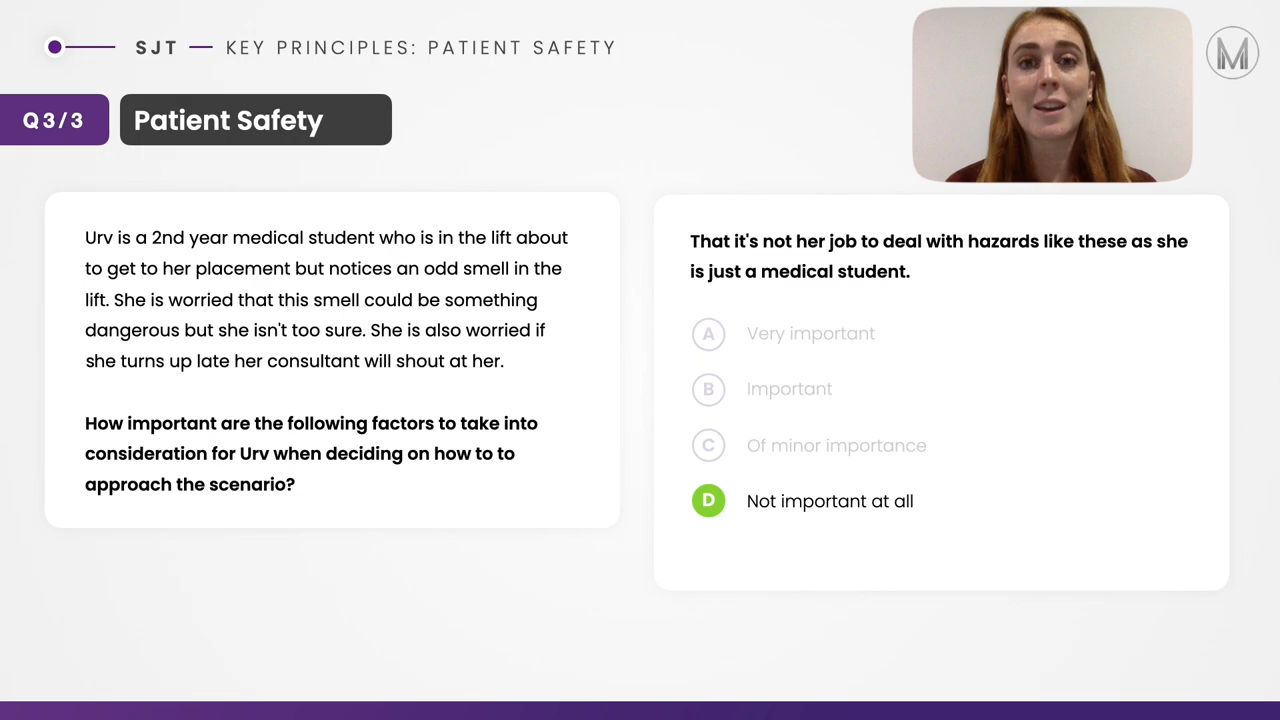 SJT — KEY PRINCIPLES: PATIENT SAFETY
Q3/3
Patient Safety
Urv is a 2nd year medical student who is in the lift about
to get to her placement but notices an odd smell in the
lift. She is worried that this smell could be something
dangerous but she isn't too sure. She is also worried if
she turns up late her consultant will shout at her.
How important are the following factors to take into
consideration for Urv when deciding on how to to
approach the scenario?
That it's not her job to deal with hazards like these as she
is just a medical student.
A Very important
B Important
C Of minor importance
D Not important at all
M